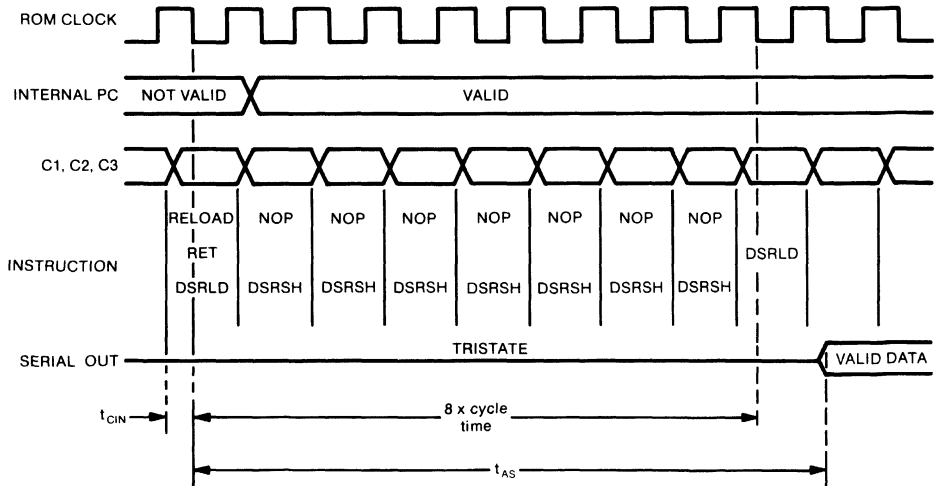 ROM CLOCK
INTERNAL PC NOT VALID VALID
C1, C2, C3
RELOAD NOP NOP NOP NOP NOP NOP NOP
RET DSRLD
INSTRUCTION
DSRLD DSRSH DSRSH DSRSH DSRSH DSRSH DSRSH DSRSH
TRISTATE
SERIAL OUT VALID DATA
tCIN 8 x cycle
time
tAS